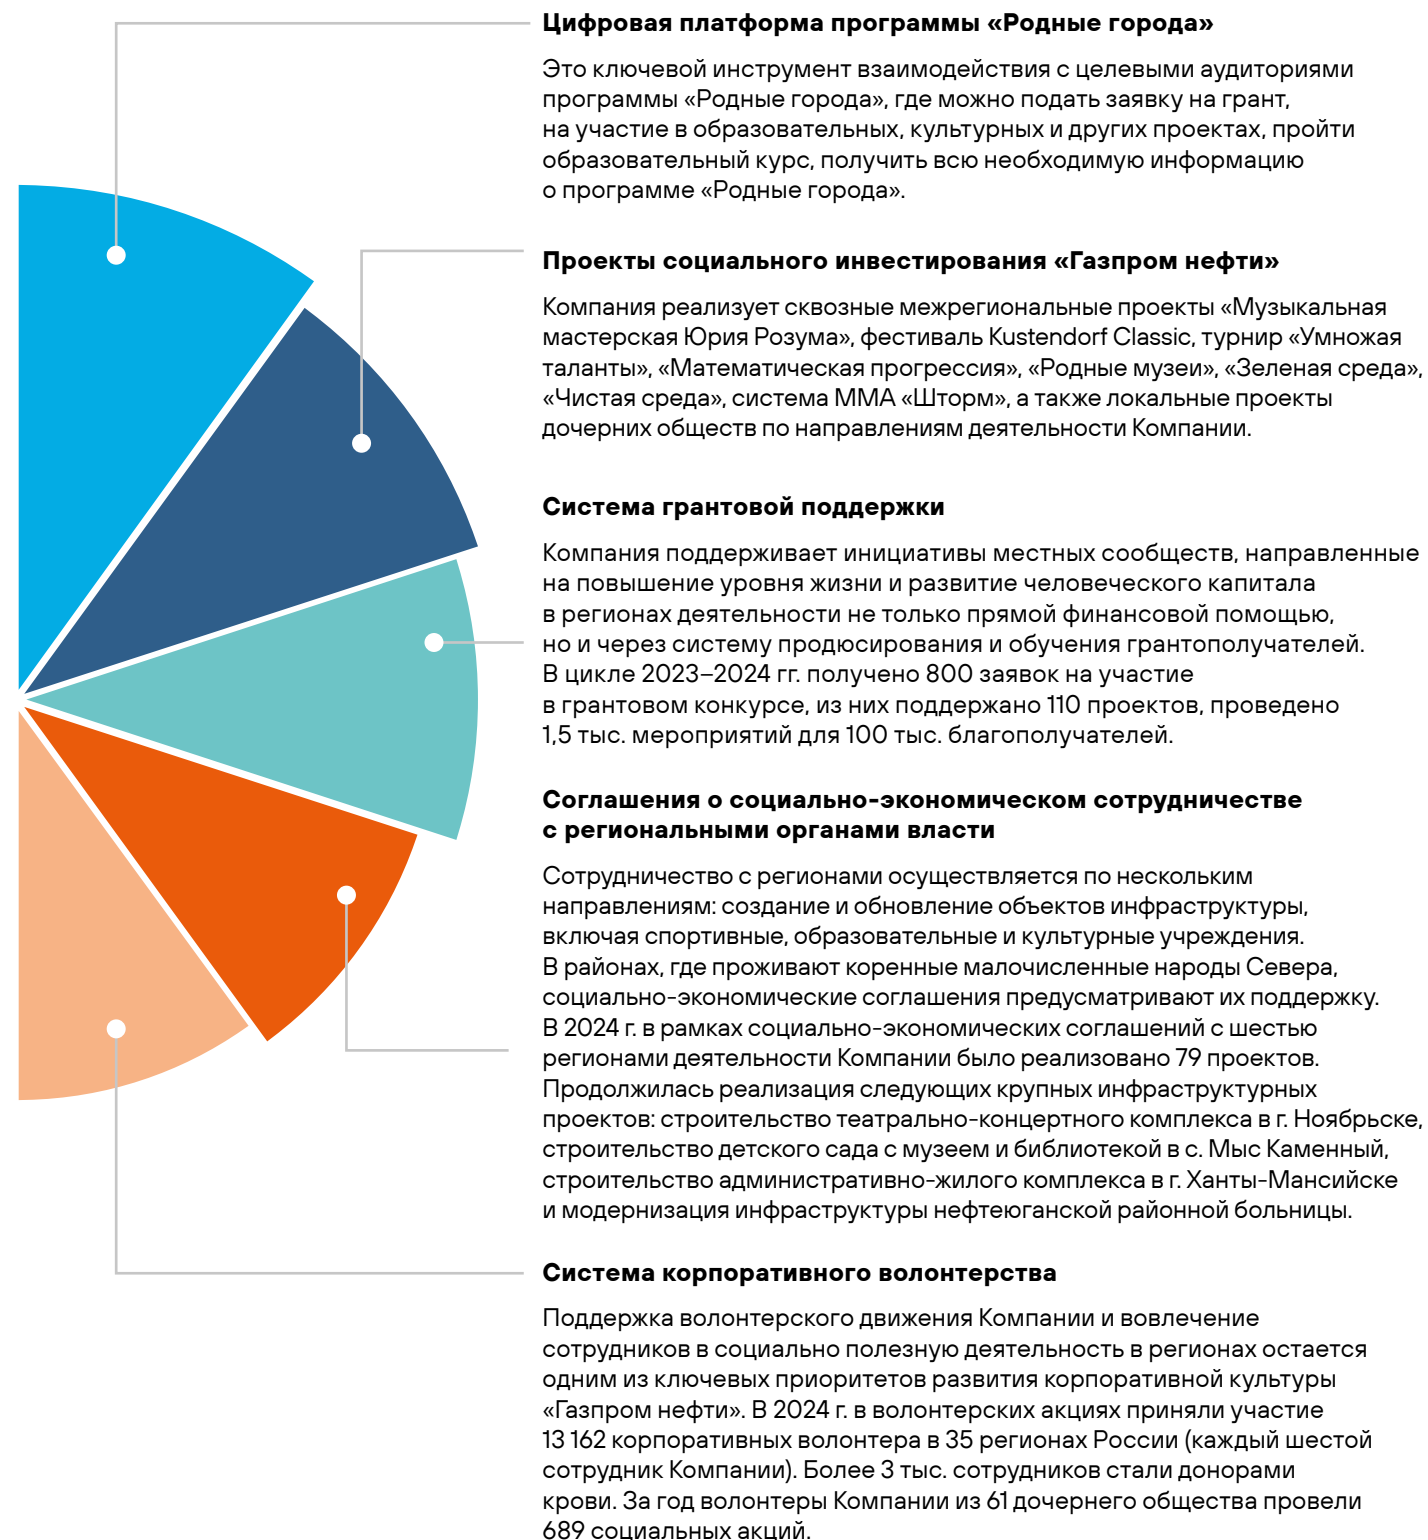 Цифровая платформа программы «Родные города»
Это ключевой инструмент взаимодействия с целевыми аудиториями
программы «Родные города», где можно подать заявку на грант,
на участие в образовательных, культурных и других проектах, пройти
образовательный курс, получить всю необходимую информацию
о программе «Родные города».
Проекты социального инвестирования «Газпром нефти»
Компания реализует сквозные межрегиональные проекты «Музыкальная
мастерская Юрия Розума», фестиваль Kustendorf Classic, турнир «Умножая
таланты», «Математическая прогрессия», «Родные музеи», «Зеленая среда»,
«Чистая среда», система ММА «Шторм», а также локальные проекты
дочерних обществ по направлениям деятельности Компании.
Система грантовой поддержки
Компания поддерживает инициативы местных сообществ, направленные
на повышение уровня жизни и развитие человеческого капитала
в регионах деятельности не только прямой финансовой помощью,
но и через систему продюсирования и обучения грантополучателей.
В цикле 2023–2024 гг. получено 800 заявок на участие
в грантовом конкурсе, из них поддержано 110 проектов, проведено
1,5 тыс. мероприятий для 100 тыс. благополучателей.
Соглашения о социально-экономическом сотрудничестве
с региональными органами власти
Сотрудничество с регионами осуществляется по нескольким
направлениям: создание и обновление объектов инфраструктуры,
включая спортивные, образовательные и культурные учреждения.
В районах, где проживают коренные малочисленные народы Севера,
социально-экономические соглашения предусматривают их поддержку.
В 2024 г. в рамках социально-экономических соглашений с шестью
регионами деятельности Компании было реализовано 79 проектов.
Продолжилась реализация следующих крупных инфраструктурных
проектов: строительство театрально-концертного комплекса в г. Ноябрьске,
строительство детского сада с музеем и библиотекой в с. Мыс Каменный,
строительство административно-жилого комплекса в г. Ханты-Мансийске
и модернизация инфраструктуры нефтеюганской районной больницы.
Система корпоративного волонтерства
Поддержка волонтерского движения Компании и вовлечение
сотрудников в социально полезную деятельность в регионах остается
одним из ключевых приоритетов развития корпоративной культуры
«Газпром нефти». В 2024 г. в волонтерских акциях приняли участие
13 162 корпоративных волонтера в 35 регионах России (каждый шестой
сотрудник Компании). Более 3 тыс. сотрудников стали донорами
крови. За год волонтеры Компании из 61 дочернего общества провели
689 социальных акций.